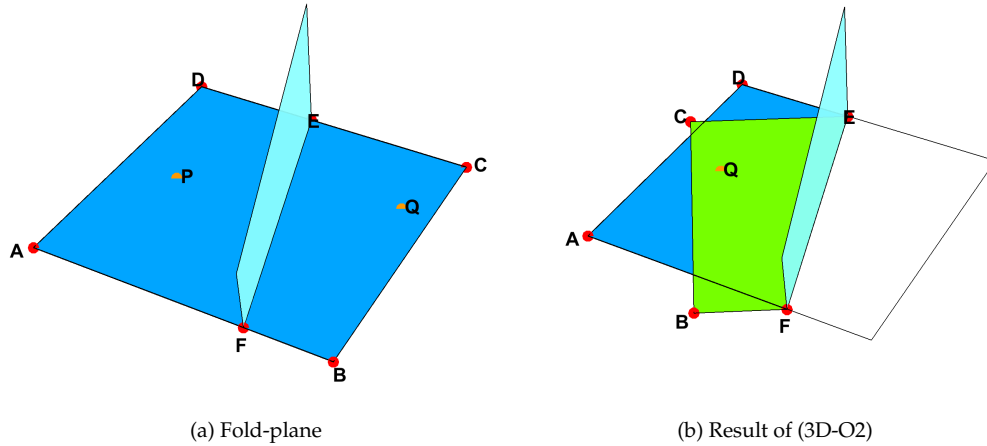 D
E
P
C
Q
A
F
B
(a) Fold-plane
D
C
E
Q
A
B
F
(b) Result of (3D-O2)